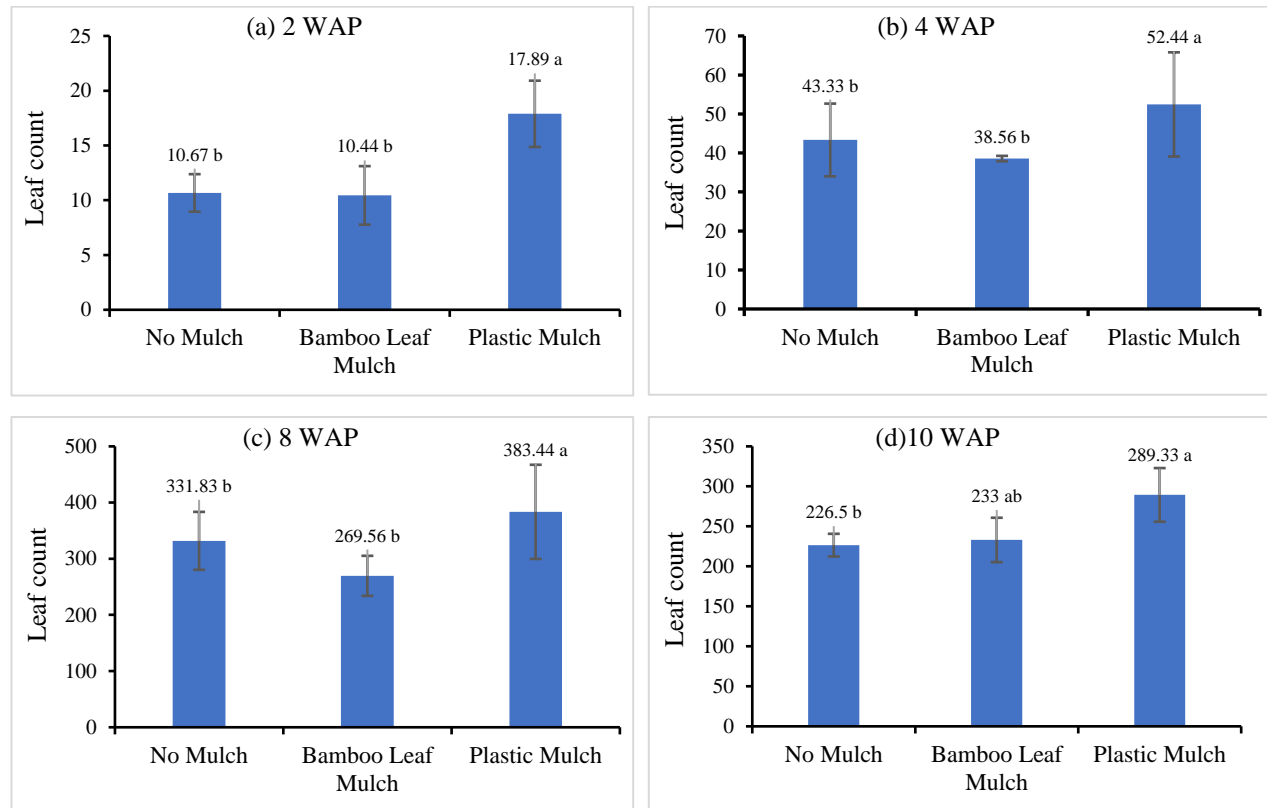 (a) 2 WAP
Leaf count
25
20
15
10
5
0
10.67 b
10.44 b
17.89 a
No Mulch
Bamboo Leaf
Mulch
Plastic Mulch
(b) 4 WAP
Leaf count
70
60
50
40
30
20
10
0
43.33 b
38.56 b
52.44 a
No Mulch
Bamboo Leaf
Mulch
Plastic Mulch
(c) 8 WAP
Leaf count
500
400
300
200
100
0
331.83 b
269.56 b
383.44 a
No Mulch
Bamboo Leaf
Mulch
Plastic Mulch
(d)10 WAP
Leaf count
350
300
250
200
150
100
50
0
226.5 b
233 ab
289.33 a
No Mulch
Bamboo Leaf
Mulch
Plastic Mulch